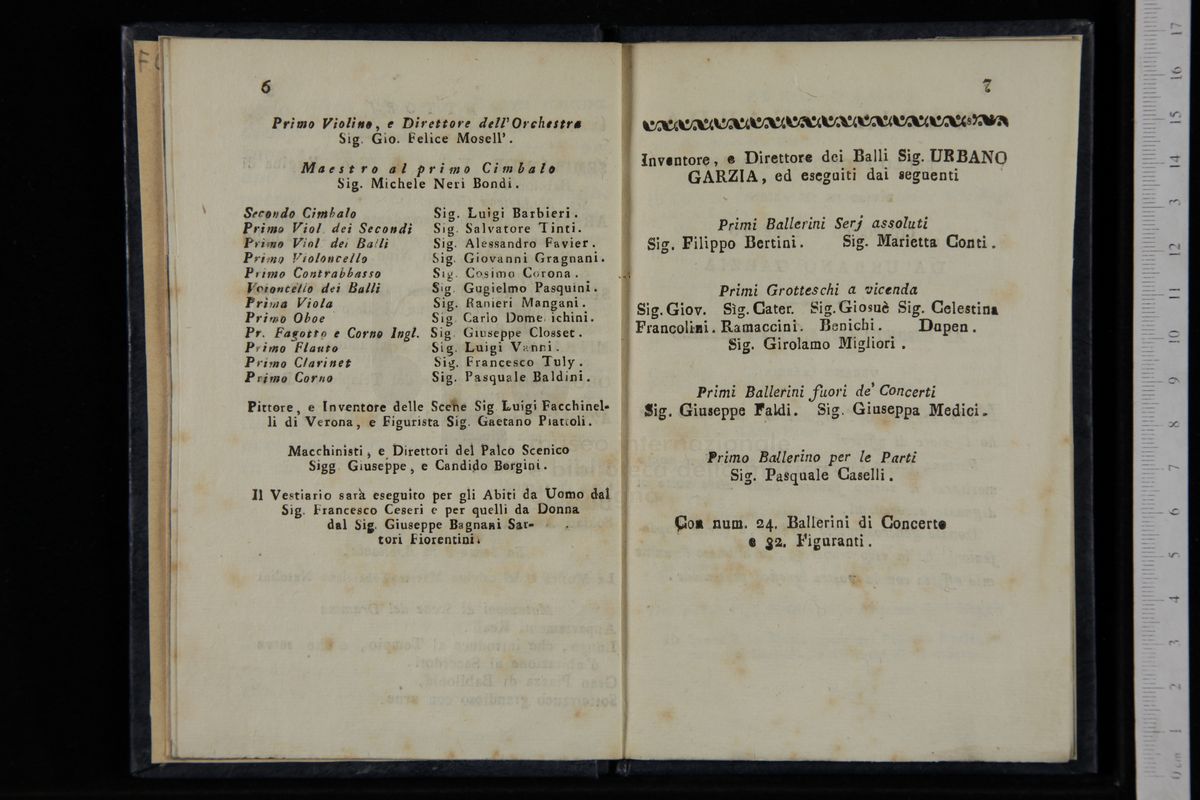 6
Primo Violino, e Direttore dell'Orchestra
Sig. Gio. Felice Mosell'.
Maestro al primo Cimbalo
Sig. Michele Neri Bondi.
Secondo Cimbalo Sig. Luigi Barbieri.
Primo Viol. dei Secondi Sig. Salvatore Tinti.
Primo Viol dei Balli Sig. Alessandro Favier.
Primo Violoncello Sig. Giovanni Gragnani.
Primo Contrabbasso Sig. Cosimo Corona.
Violoncello dei Balli Sig. Gugielmo Pasquini.
Prima Viola Sig. Ranieri Mangani.
Primo Oboe Sig. Carlo Domenichini.
Pr. Fagotto e Corno Ingl. Sig. Giuseppe Closset.
Primo Flauto Sig. Luigi Vanni.
Primo Clarinet Sig. Francesco Tuly.
Primo Corno Sig. Pasquale Baldini.
Pittore, e Inventore delle Scene Sig Luigi Facchinel-
li di Verona, e Figurista Sig. Gaetano Piattoli.
Macchinisti, e Direttori del Palco Scenico
Sigg Giuseppe, e Candido Borgini.
Il Vestiario sarà eseguito per gli Abiti da Uomo dal
Sig. Francesco Ceseri e per quelli da Donna
dal Sig. Giuseppe Bagnani Sar-
tori Fiorentini.
7
Inventore, e Direttore dei Balli Sig. URBANO
GARZIA, ed eseguiti dai seguenti
Primi Ballerini Serj assoluti
Sig. Filippo Bertini. Sig. Marietta Conti.
Primi Grotteschi a vicenda
Sig. Giov. Sig. Cater. Sig. Giosuè Sig. Celestina
Francolini. Ramaccini. Benichi. Dupen.
Sig. Girolamo Migliori.
Primi Ballerini fuori de' Concerti
Sig. Giuseppe Faldi. Sig. Giuseppa Medici.
Primo Ballerino per le Parti
Sig. Pasquale Caselli.
Con num. 24. Ballerini di Concerto
e 32. Figuranti.